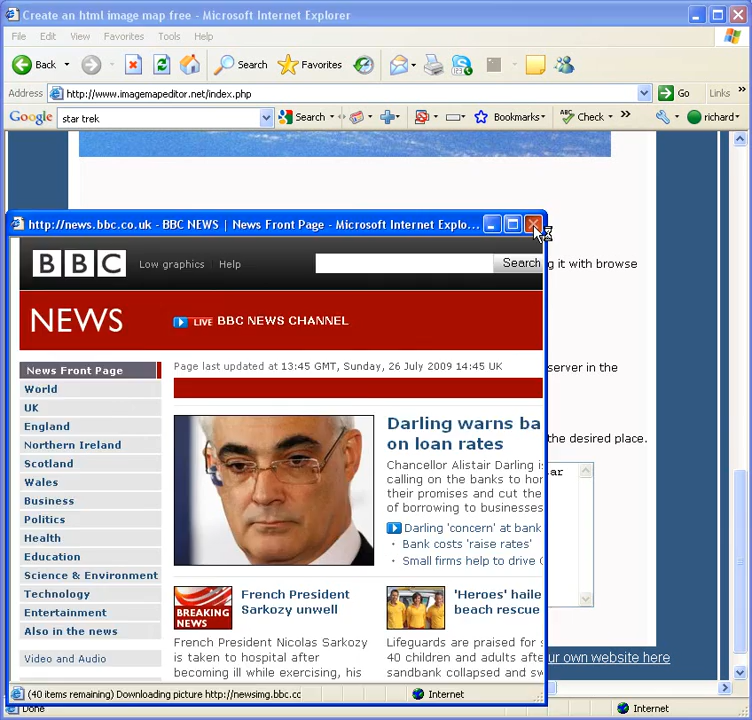 Create an html image map free - Microsoft Internet Explorer
File Edit View Favorites Tools Help
Back Search Favorites
Address http://www.imagemapeditor.net/index.php Go Links »
Google star trek Search Bookmarks Check » richard
http://news.bbc.co.uk - BBC NEWS | News Front Page - Microsoft Internet Explo...
BBC Low graphics Help Search
g it with browse
NEWS LIVE BBC NEWS CHANNEL
News Front Page
Page last updated at 13:45 GMT, Sunday, 26 July 2009 14:45 UK
server in the
World
UK
England
Northern Ireland
Scotland
Wales
Business
Politics
Health
Education
Science & Environment
Technology
Entertainment
Also in the news
Video and Audio
Darling warns ba
on loan rates
Chancellor Alistair Darling is
calling on the banks to hon
their promises and cut the
of borrowing to businesses
Darling 'concern' at bank
Bank costs 'raise rates'
Small firms help to drive
the desired place.
ar
BREAKING
NEWS
French President
Sarkozy unwell
French President Nicolas Sarkozy
is taken to hospital after
becoming ill while exercising, his
'Heroes' haile
beach rescue
Lifeguards are praised for s
40 children and adults afte
sandbank collapsed and sw
ur own website here
(40 items remaining) Downloading picture http://newsimg.bbc.cc Internet
Done Internet